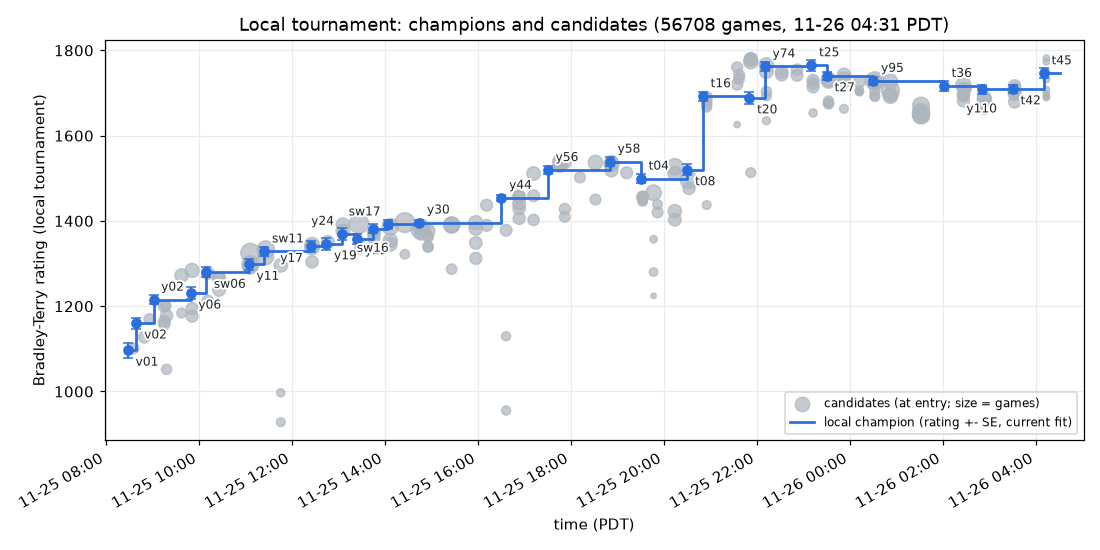 Local tournament: champions and candidates (56708 games, 11-26 04:31 PDT)
Bradley-Terry rating (local tournament)
1800
1600
1400
1200
1000
v01
v02
y02
y06
sw06
y11
sw11
y17
y24
y19
sw17
sw16
y30
y44
y56
y58
t04
t08
t16
t20
y74
t25
t27
y95
t36
y110
t42
t45
candidates (at entry; size = games)
local champion (rating +- SE, current fit)
11-25 08:00
11-25 10:00
11-25 12:00
11-25 14:00
11-25 16:00
11-25 18:00
11-25 20:00
11-25 22:00
11-26 00:00
11-26 02:00
11-26 04:00
time (PDT)